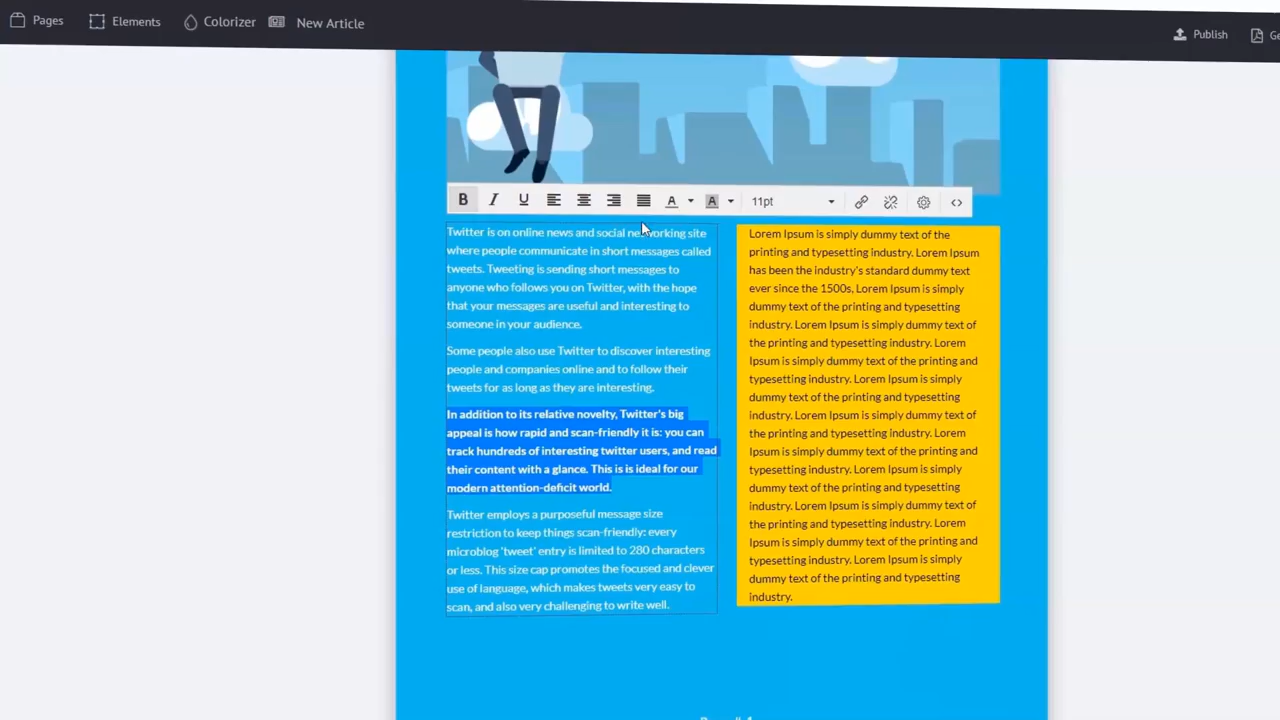 Pages
Elements
Colorizer
New Article
Publish
B
I
U
A
A
11pt
Twitter is on online news and social networking site
where people communicate in short messages called
tweets. Tweeting is sending short messages to
anyone who follows you on Twitter, with the hope
that your messages are useful and interesting to
someone in your audience.
Some people also use Twitter to discover interesting
people and companies online and to follow their
tweets for as long as they are interesting.
In addition to its relative novelty, Twitter's big
appeal is how rapid and scan-friendly it is: you can
track hundreds of interesting twitter users, and read
their content with a glance. This is is ideal for our
modern attention-deficit world.
Twitter employs a purposeful message size
restriction to keep things scan-friendly: every
microblog 'tweet' entry is limited to 280 characters
or less. This size cap promotes the focused and clever
use of language, which makes tweets very easy to
scan, and also very challenging to write well.
Lorem Ipsum is simply dummy text of the
printing and typesetting industry. Lorem Ipsum
has been the industry's standard dummy text
ever since the 1500s, Lorem Ipsum is simply
dummy text of the printing and typesetting
industry. Lorem Ipsum is simply dummy text of
the printing and typesetting industry. Lorem
Ipsum is simply dummy text of the printing and
typesetting industry. Lorem Ipsum is simply
dummy text of the printing and typesetting
industry. Lorem Ipsum is simply dummy text of
the printing and typesetting industry. Lorem
Ipsum is simply dummy text of the printing and
typesetting industry. Lorem Ipsum is simply
dummy text of the printing and typesetting
industry. Lorem Ipsum is simply dummy text of
the printing and typesetting industry. Lorem
Ipsum is simply dummy text of the printing and
typesetting industry. Lorem Ipsum is simply
dummy text of the printing and typesetting
industry.